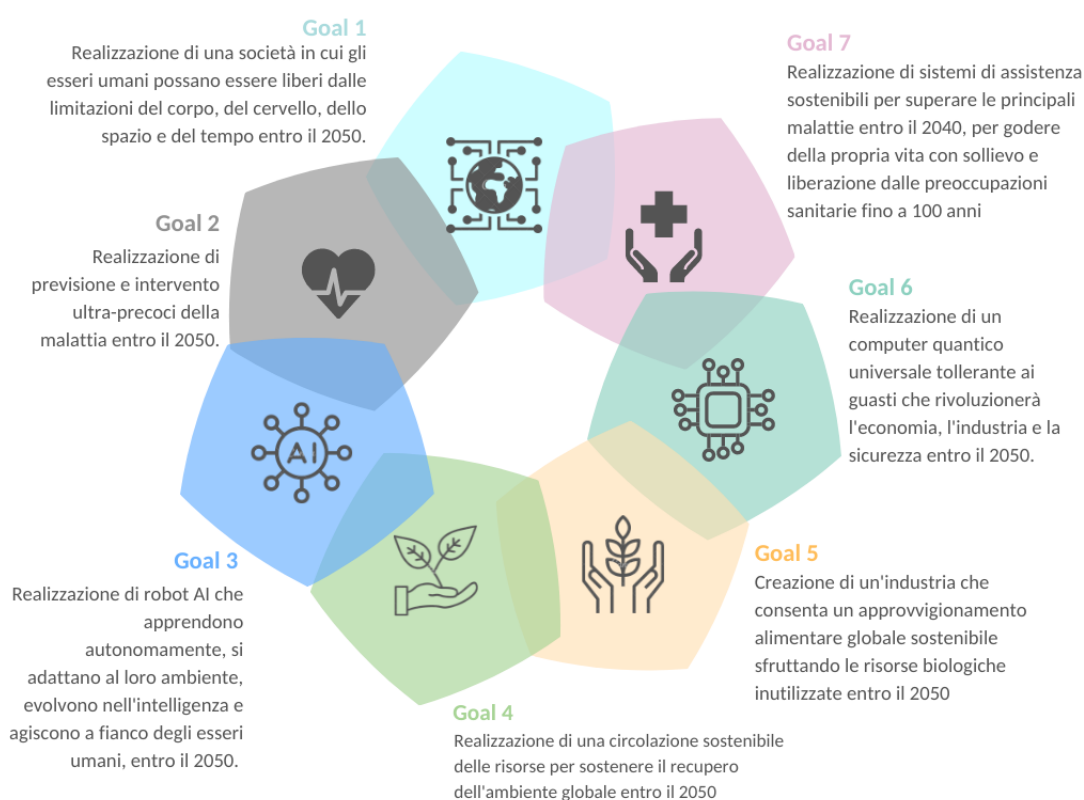 Goal 1
Realizzazione di una società in cui gli
esseri umani possano essere liberi dalle
limitazioni del corpo, del cervello, dello
spazio e del tempo entro il 2050.
Goal 2
Realizzazione di
previsione e intervento
ultra-precoci della
malattia entro il 2050.
AI
Goal 3
Realizzazione di robot AI che
apprendono
autonomamente, si
adattano al loro ambiente,
evolvono nell'intelligenza e
agiscono a fianco degli esseri
umani, entro il 2050.
Goal 4
Realizzazione di una circolazione sostenibile
delle risorse per sostenere il recupero
dell'ambiente globale entro il 2050
Goal 5
Creazione di un'industria che
consenta un approvvigionamento
alimentare globale sostenibile
sfruttando le risorse biologiche
inutilizzate entro il 2050
Goal 6
Realizzazione di un
computer quantico
universale tollerante ai
guasti che rivoluzionerà
l'economia, l'industria e la
sicurezza entro il 2050.
Goal 7
Realizzazione di sistemi di assistenza
sostenibili per superare le principali
malattie entro il 2040, per godere
della propria vita con sollievo e
liberazione dalle preoccupazioni
sanitarie fino a 100 anni